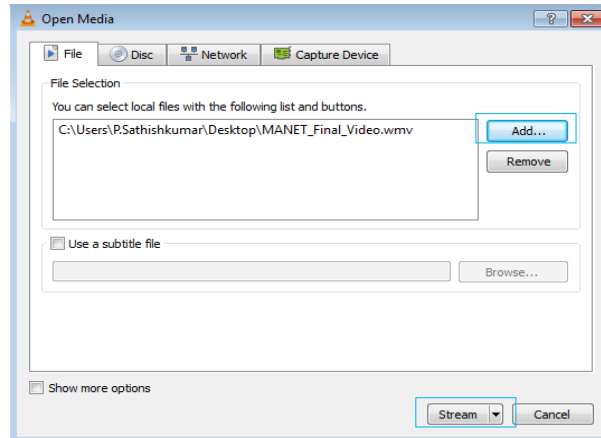 Open Media
File Disc Network Capture Device
File Selection
You can select local files with the following list and buttons.
C:\Users\P.Sathishkumar\Desktop\MANET_Final_Video.wmv
Add...
Remove
Use a subtitle file
Browse...
Show more options
Stream Cancel